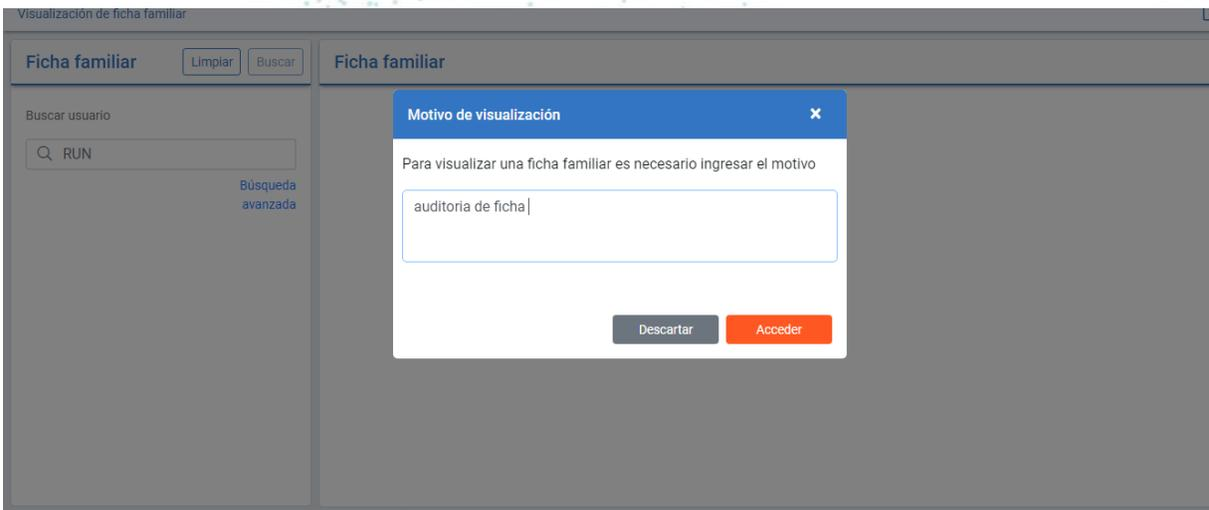 Visualización de ficha familiar
Ficha familiar
Limpiar
Buscar
Ficha familiar
Buscar usuario
RUN
Búsqueda
avanzada
Motivo de visualización
Para visualizar una ficha familiar es necesario ingresar el motivo
auditoria de ficha
Descartar
Acceder